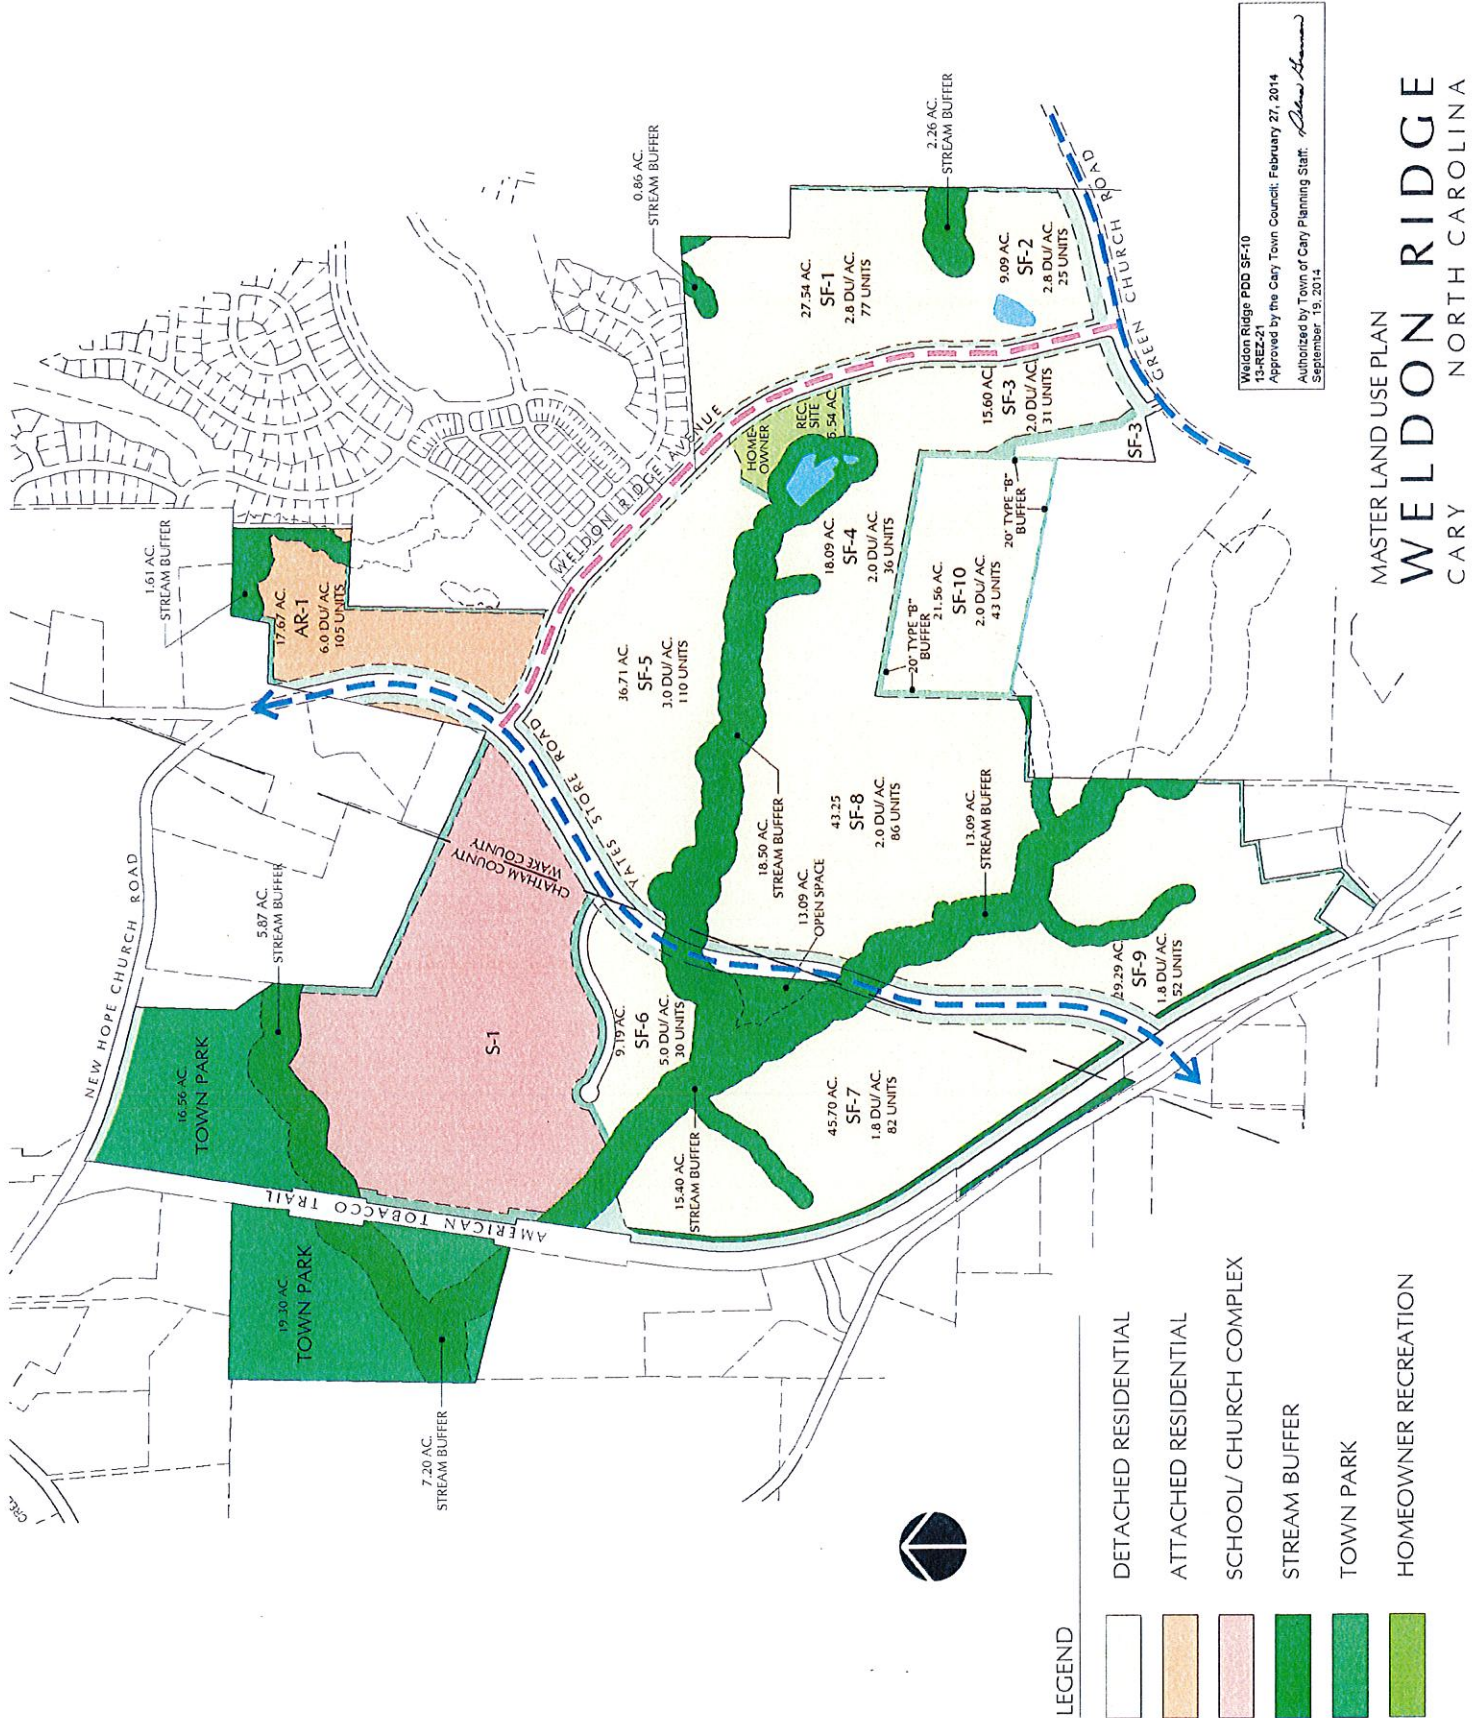 NEW HOPE CHURCH ROAD
16.56 AC.
TOWN PARK
19.30 AC.
TOWN PARK
5.87 AC.
STREAM BUFFER
7.20 AC.
STREAM BUFFER
AMERICAN TOBACCO TRAIL
S-1
CHATHAM COUNTY
WAKE COUNTY
1.61 AC.
STREAM BUFFER
17.67 AC.
AR-1
6.0 DU/ AC.
105 UNITS
WELDON RIDGE AVENUE
YATES STORE ROAD
0.86 AC.
STREAM BUFFER
2.26 AC.
STREAM BUFFER
27.54 AC.
SF-1
2.8 DU/ AC.
77 UNITS
9.09 AC.
SF-2
2.8 DU/ AC.
25 UNITS
GREEN CHURCH ROAD
15.60 AC.
SF-3
2.0 DU/ AC.
31 UNITS
SF-3
HOME-
OWNER
REC.
SITE
6.54 AC.
18.09 AC.
SF-4
2.0 DU/ AC.
36 UNITS
36.71 AC.
SF-5
3.0 DU/ AC.
110 UNITS
20' TYPE "B"
BUFFER
21.56 AC.
SF-10
2.0 DU/ AC.
43 UNITS
20' TYPE "B"
BUFFER
18.50 AC.
STREAM BUFFER
43.25
SF-8
2.0 DU/ AC.
86 UNITS
13.09 AC.
OPEN SPACE
13.09 AC.
STREAM BUFFER
9.19 AC.
SF-6
5.0 DU/ AC.
30 UNITS
15.40 AC.
STREAM BUFFER
45.70 AC.
SF-7
1.8 DU/ AC.
82 UNITS
29.29 AC.
SF-9
1.8 DU/ AC.
52 UNITS
LEGEND
DETACHED RESIDENTIAL
ATTACHED RESIDENTIAL
SCHOOL/ CHURCH COMPLEX
STREAM BUFFER
TOWN PARK
HOMEOWNER RECREATION
Weldon Ridge PDD SF-10
13-REZ-21
Approved by the Cary Town Council: February 27, 2014
Authorized by Town of Cary Planning Staff:
September 19, 2014
MASTER LAND USE PLAN
WELDON RIDGE
CARY NORTH CAROLINA